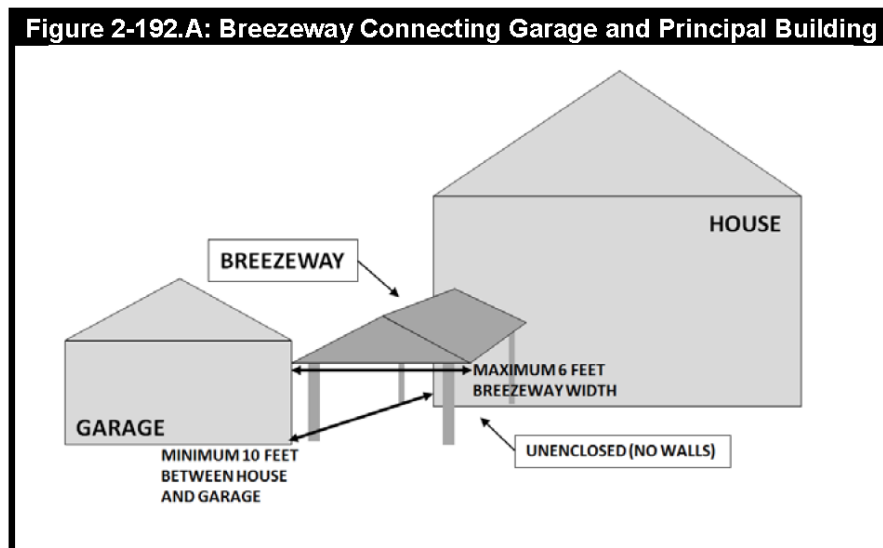 Figure 2-192.A: Breezeway Connecting Garage and Principal Building
HOUSE
BREEZEWAY
MAXIMUM 6 FEET
BREEZEWAY WIDTH
GARAGE
MINIMUM 10 FEET
BETWEEN HOUSE
AND GARAGE
UNENCLOSED (NO WALLS)